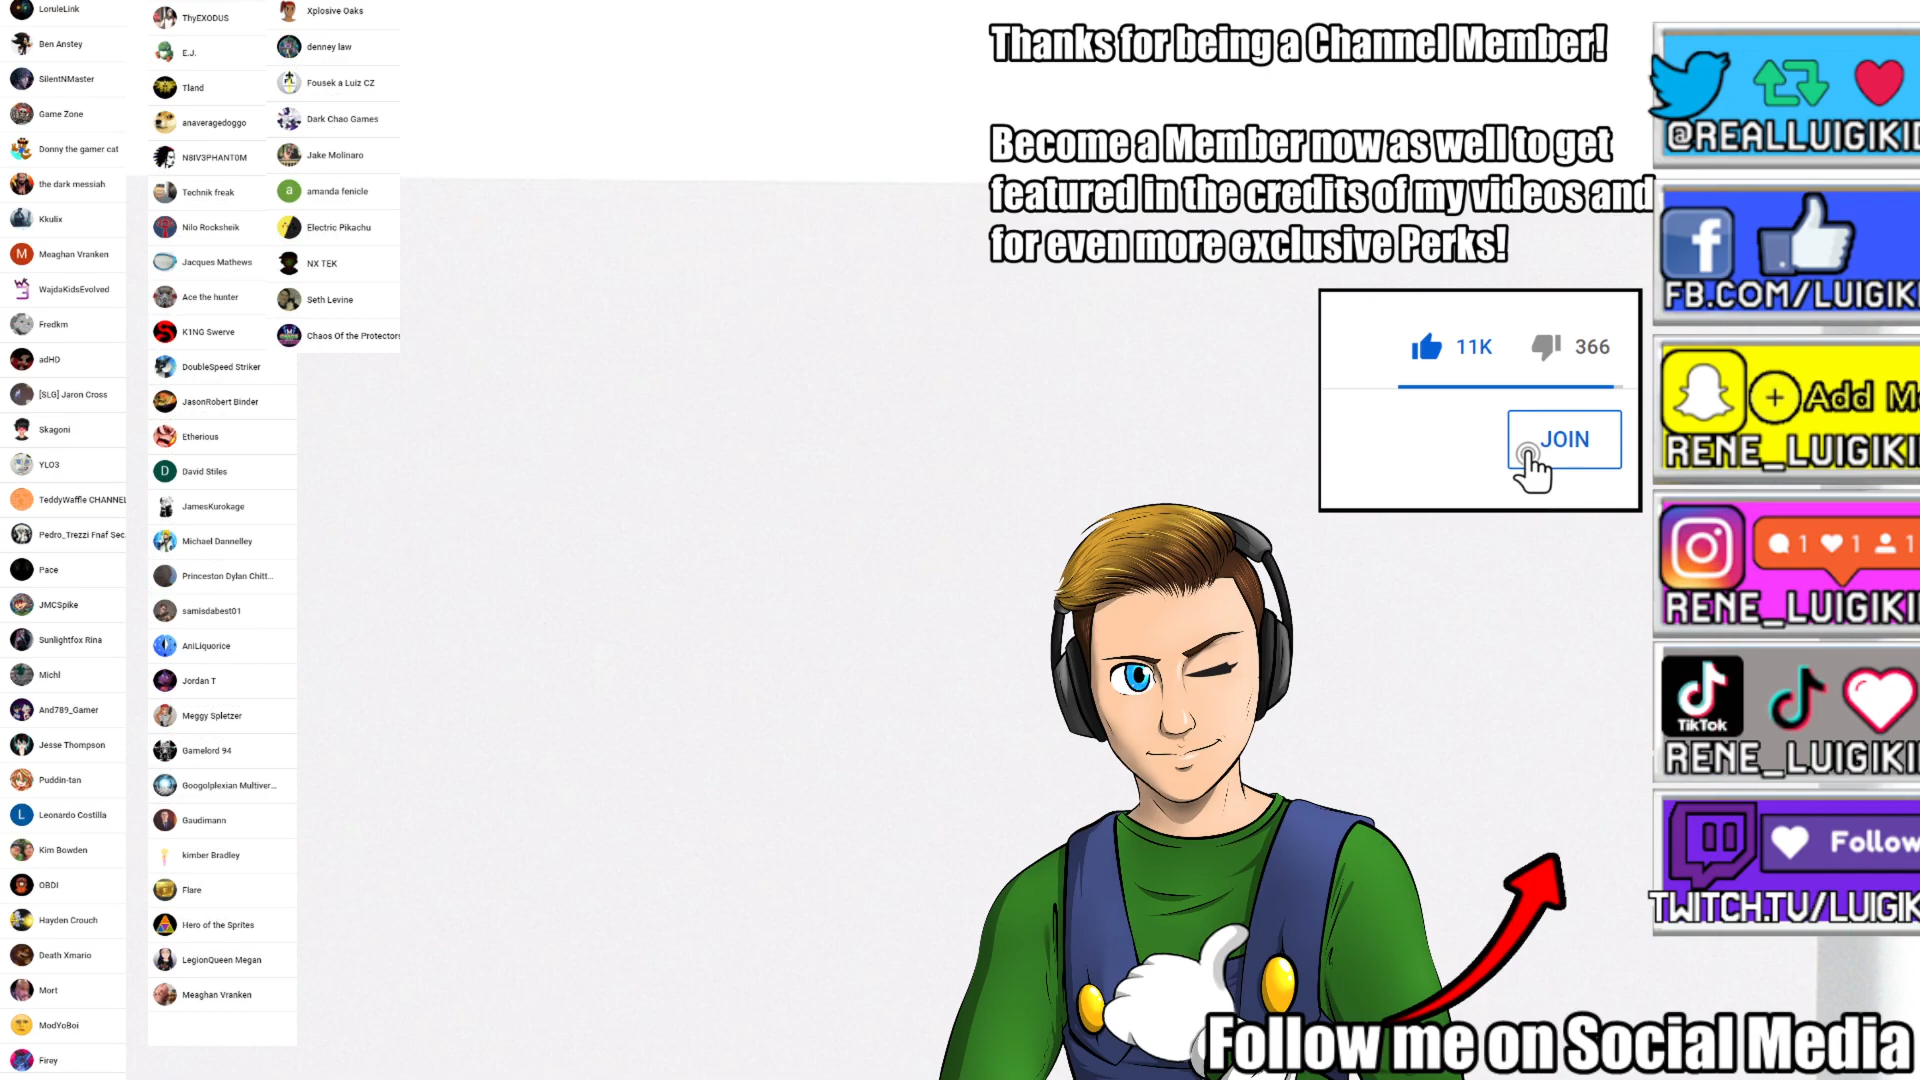 LoruleLink
Ben Anstey
SilentNMaster
Game Zone
Donny the gamer cat
the dark messiah
Kkulix
M
Meaghan Vranken
WajdaKidsEvolved
Fredkm
adHD
[SLG] Jaron Cross
Skagoni
YLO3
TeddyWaffle CHANNEL
Pedro_Trezzi Fnaf Sec
Pace
JMCSpike
Sunlightfox Rina
Michl
And789_Gamer
Jesse Thompson
Puddin-tan
L
Leonardo Costilla
Kim Bowden
OBDI
Hayden Crouch
Death Xmario
Mort
ModYoBoi
Firey
ThyEXODUS
E.J.
Tland
anaveragedoggo
N8IV3PHANT0M
Technik freak
Nilo Rocksheik
Jacques Mathews
Ace the hunter
K1NG Swerve
DoubleSpeed Striker
JasonRobert Binder
Etherious
D
David Stiles
JamesKurokage
Michael Dannelley
Princeston Dylan Chitt...
samisdabest01
AniLiquorice
Jordan T
Meggy Spletzer
Gamelord 94
Googolplexian Multiver...
Gaudimann
kimber Bradley
Flare
Hero of the Sprites
LegionQueen Megan
Meaghan Vranken
Xplosive Oaks
denney law
Fousek a Luiz CZ
Dark Chao Games
Jake Molinaro
a
amanda fenicle
Electric Pikachu
NX TEK
Seth Levine
Chaos Of the Protectors
Thanks for being a Channel Member!
Become a Member now as well to get
featured in the credits of my videos and
for even more exclusive Perks!
11K
366
JOIN
@REALLUIGIKID
f
FB.COM/LUIGIKI
Add Me
RENE_LUIGIKI
1 1 1
RENE_LUIGIKI
TikTok
RENE_LUIGIKI
Follow
TWITCH.TV/LUIGIK
Follow me on Social Media